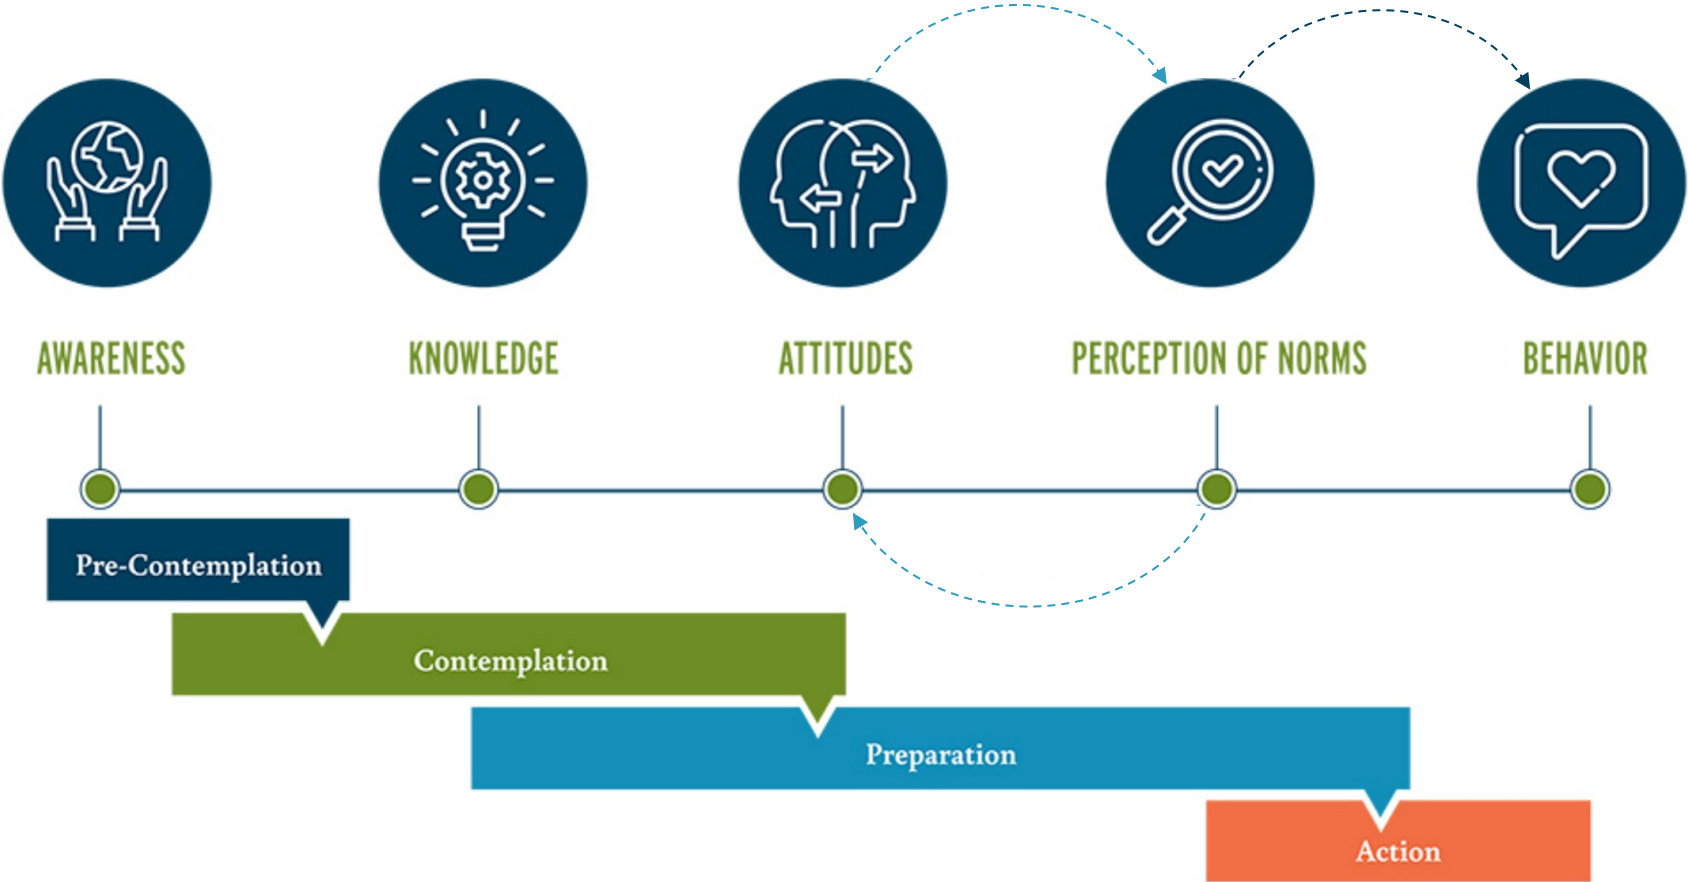 AWARENESS
KNOWLEDGE
ATTITUDES
PERCEPTION OF NORMS
BEHAVIOR
Pre-Contemplation
Contemplation
Preparation
Action